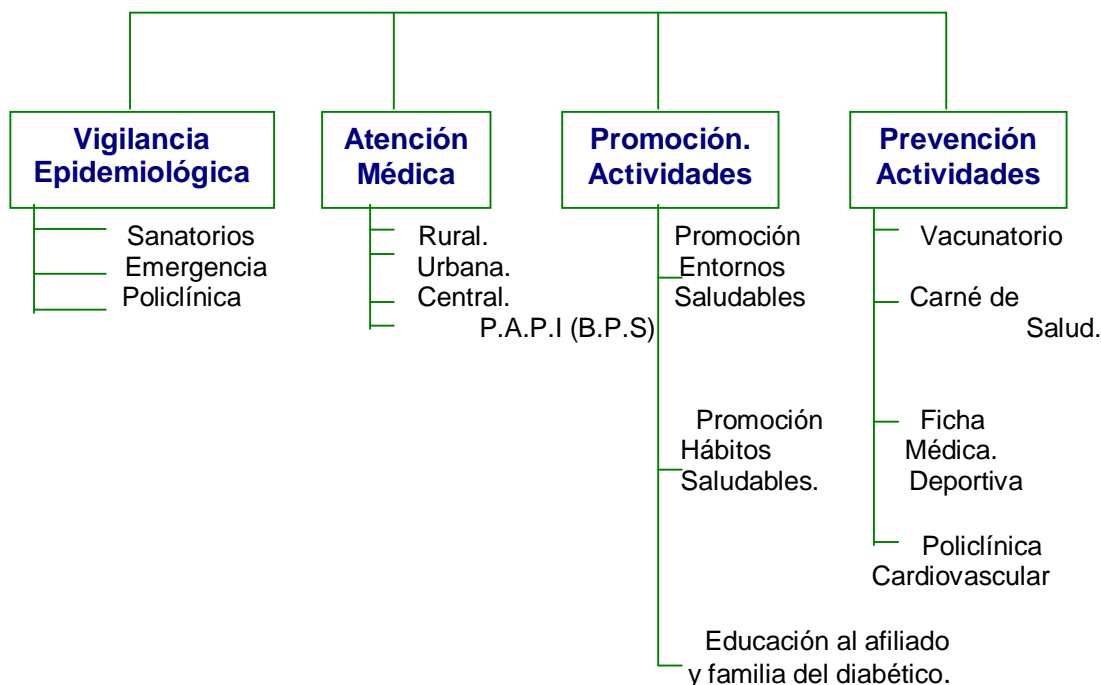 Vigilancia
Epidemiológica
Sanatorios
Emergencia
Policlínica
Atención
Médica
Rural.
Urbana.
Central.
P.A.P.I (B.P.S)
Promoción.
Actividades
Promoción
Entornos
Saludables
Promoción
Hábitos
Saludables.
Educación al afiliado
y familia del diabético.
Prevención
Actividades
Vacunatorio
Carné de
Salud.
Ficha
Médica.
Deportiva
Policlínica
Cardiovascular